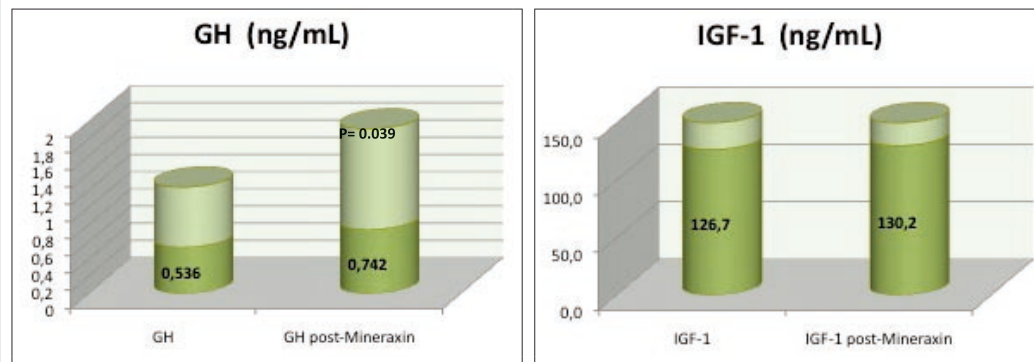 GH (ng/mL)
2
1,8
1,6
1,4
1,2
1
0,8
0,6
0,4
0,2
0
P= 0.039
0,536
0,742
GH
GH post-Mineraxin
IGF-1 (ng/mL)
150,0
100,0
50,0
0,0
126,7
130,2
IGF-1
IGF-1 post-Mineraxin